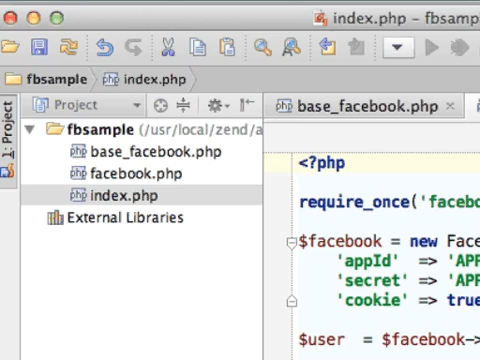 index.php – fbsample
fbsample index.php
1: Project
Project
base_facebook.php
fbsample (/usr/local/zend/a
base_facebook.php
facebook.php
index.php
External Libraries
<?php
require_once('facebo
$facebook = new Face
'appId' => 'APP
'secret' => 'APP
'cookie' => true
$user = $facebook->